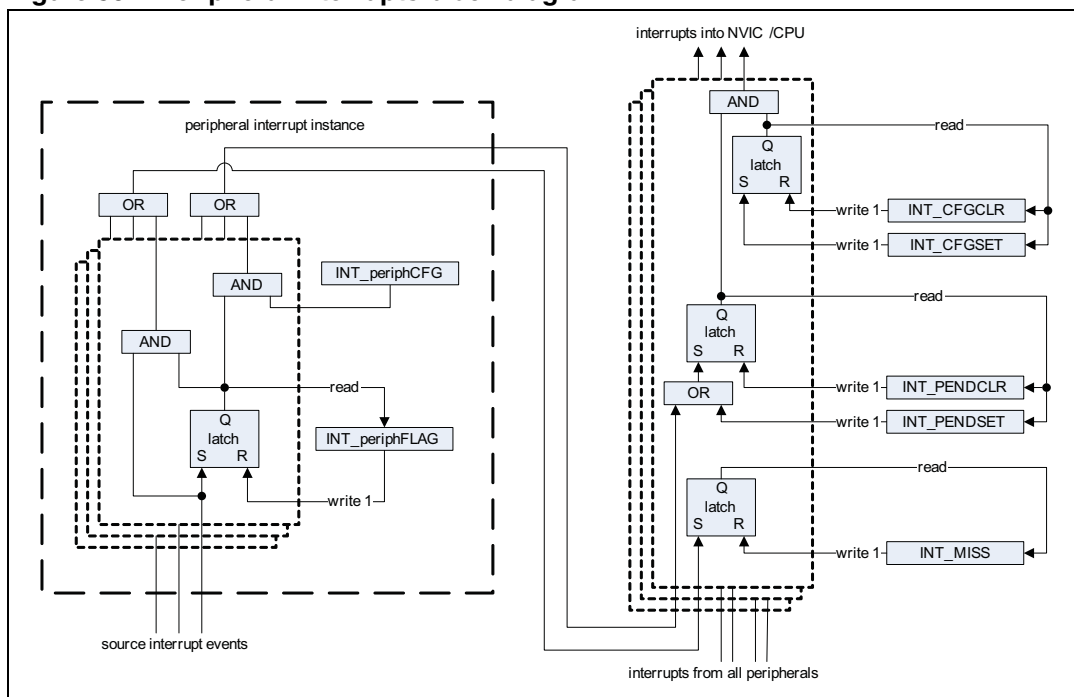 interrupts into NVIC /CPU
peripheral interrupt instance
OR
OR
AND
INT_periphCFG
AND
read
Q
latch
S R
INT_periphFLAG
write 1
source interrupt events
AND
read
Q
latch
S R
write 1
INT_CFGCLR
write 1
INT_CFGSET
read
Q
latch
S R
write 1
INT_PENDCLR
OR
write 1
INT_PENDSET
read
Q
latch
S R
write 1
INT_MISS
interrupts from all peripherals